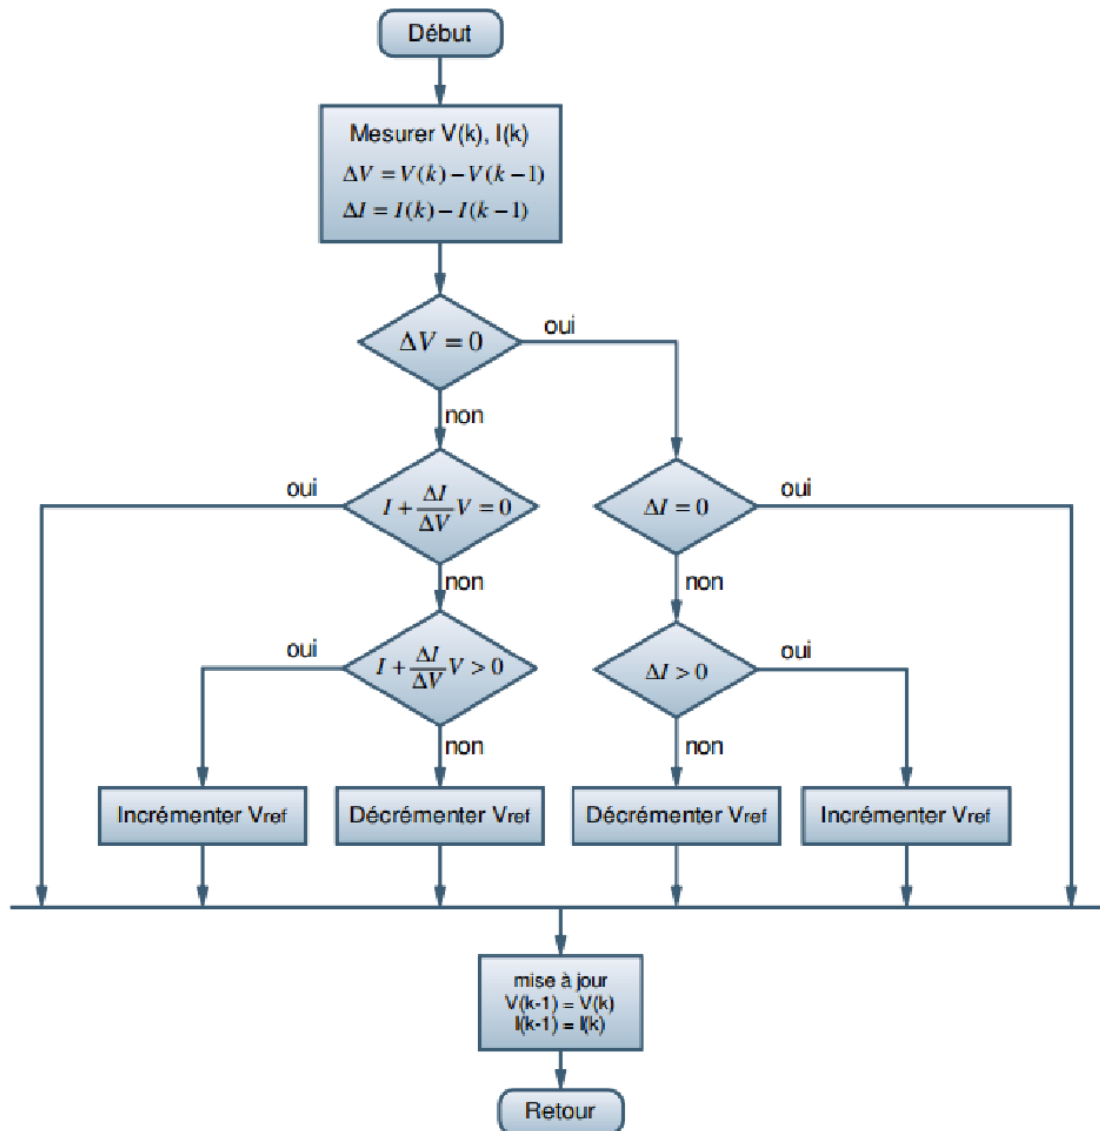 Début
Mesurer V(k), I(k)
ΔV = V(k) − V(k − 1)
ΔI = I(k) − I(k − 1)
ΔV = 0
oui
non
oui
I + ΔI/ΔV V = 0
ΔI = 0
oui
non
non
oui
I + ΔI/ΔV V > 0
ΔI > 0
oui
non
non
Incrémenter Vref
Décrémenter Vref
Décrémenter Vref
Incrémenter Vref
mise à jour
V(k-1) = V(k)
I(k-1) = I(k)
Retour